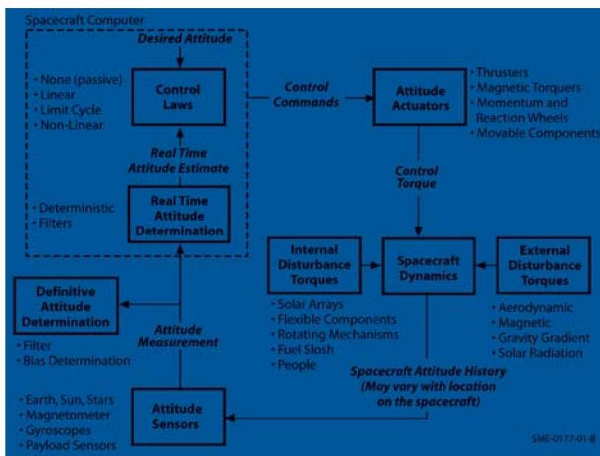 Spacecraft Computer
Desired Attitude
• None (passive)
• Linear
• Limit Cycle
• Non-Linear
Control
Laws
Control
Commands
Attitude
Actuators
• Thrusters
• Magnetic Torquers
• Momentum and
Reaction Wheels
• Movable Components
Real Time
Attitude Estimate
Control
Torque
• Deterministic
• Filters
Real Time
Attitude
Determination
Internal
Disturbance
Torques
Spacecraft
Dynamics
External
Disturbance
Torques
Definitive
Attitude
Determination
• Filter
• Bias Determination
Attitude
Measurement
• Solar Arrays
• Flexible Components
• Rotating Mechanisms
• Fuel Slosh
• People
• Aerodynamic
• Magnetic
• Gravity Gradient
• Solar Radiation
Spacecraft Attitude History
(May vary with location
on the spacecraft)
• Earth, Sun, Stars
• Magnetometer
• Gyroscopes
• Payload Sensors
Attitude
Sensors
SME-0177-01-B